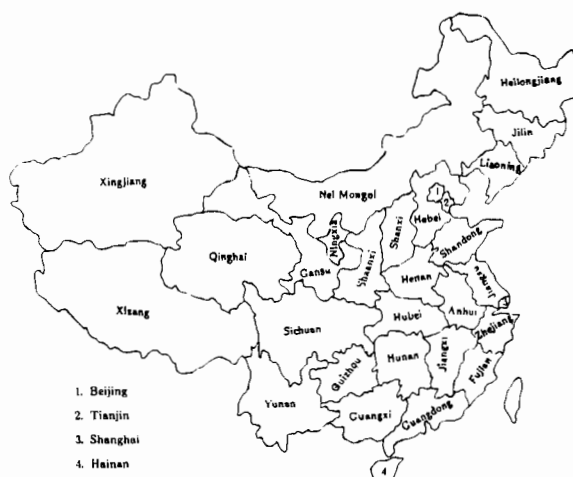 Heilongjiang
Jilin
Liaoning
Xingjiang
Nei Mongol
1
2
Hebei
Shanxi
Shandong
Ningxia
Qinghai
Gansu
Shaanxi
Henan
Jiangsu
Xizang
Sichuan
Hubei
Anhui
3
Zhejiang
Hunan
Jiangxi
Guizhou
Fujian
Yunan
Guangxi
Guangdong
4
1. Beijing
2. Tianjin
3. Shanghai
4. Hainan